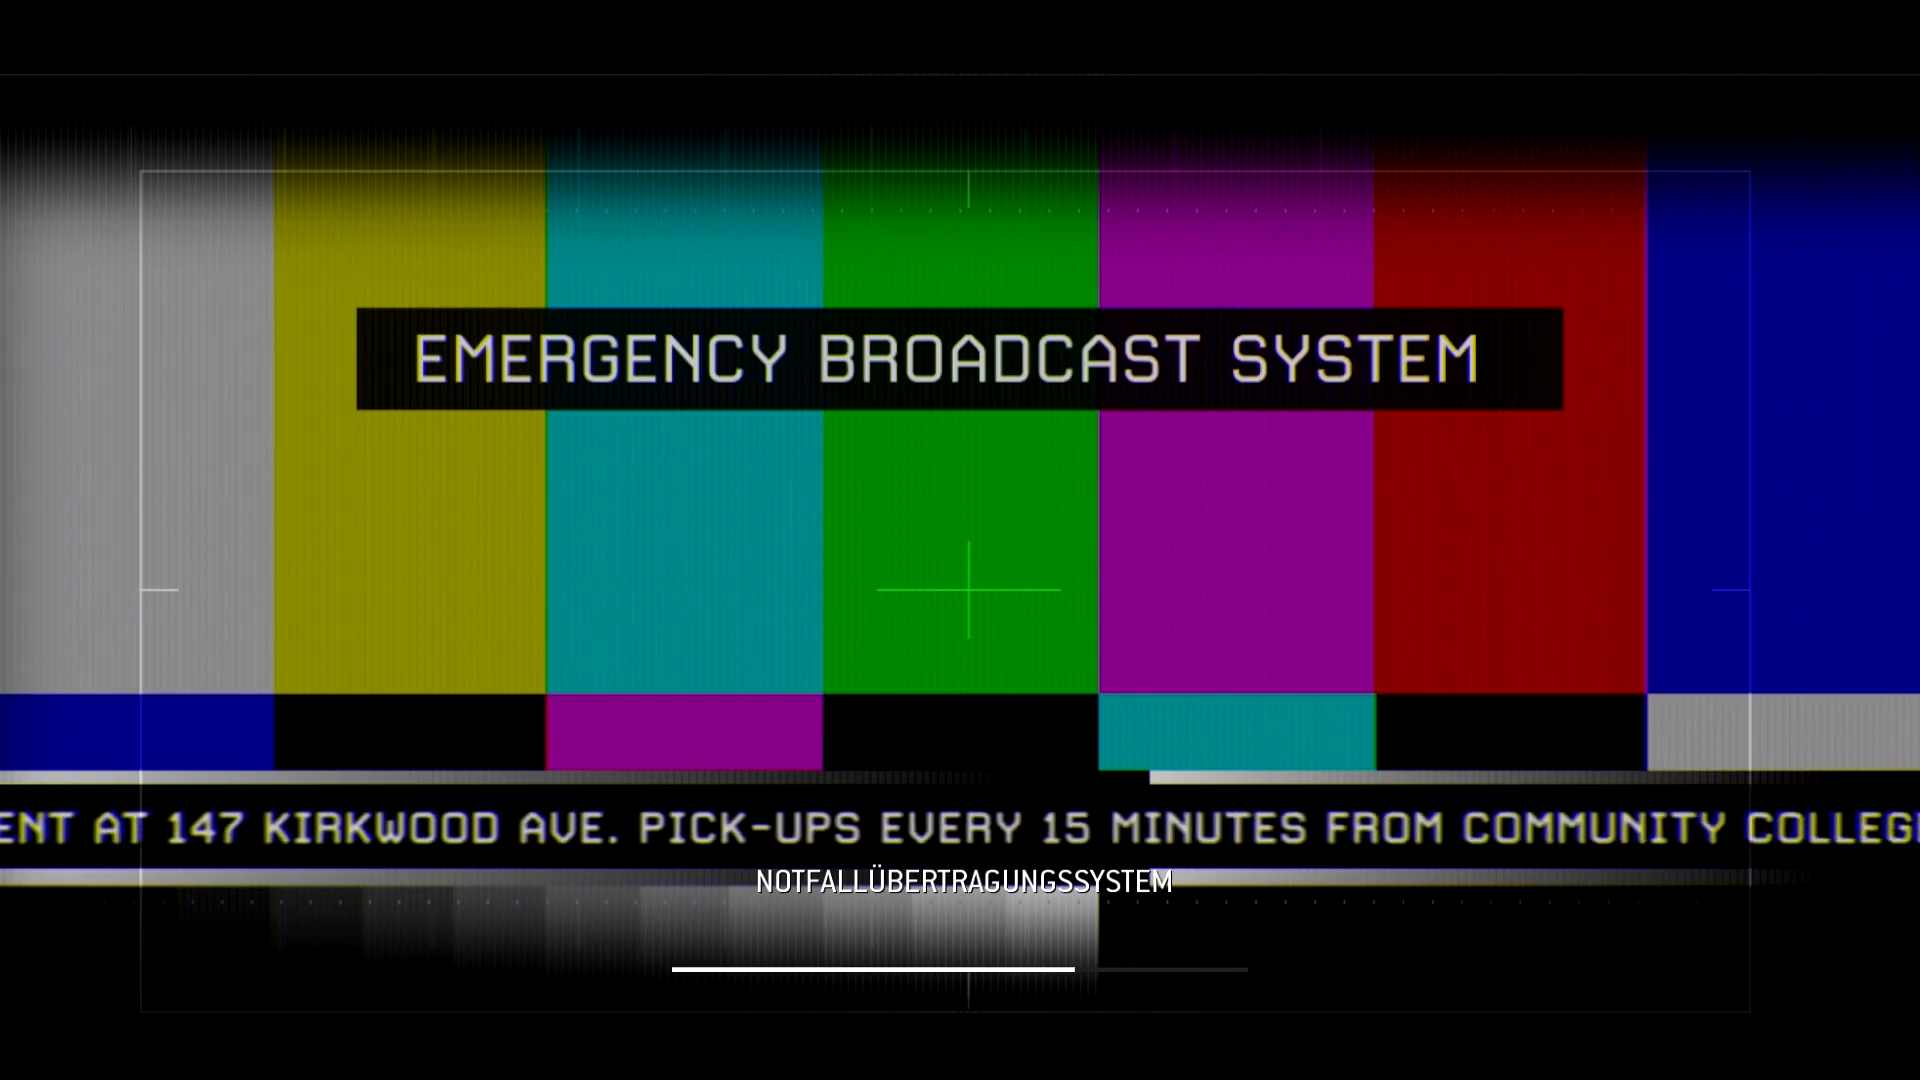 EMERGENCY BROADCAST SYSTEM
ENT AT 147 KIRKWOOD AVE. PICK-UPS EVERY 15 MINUTES FROM COMMUNITY COLLEG
NOTFALLÜBERTRAGUNGSSYSTEM